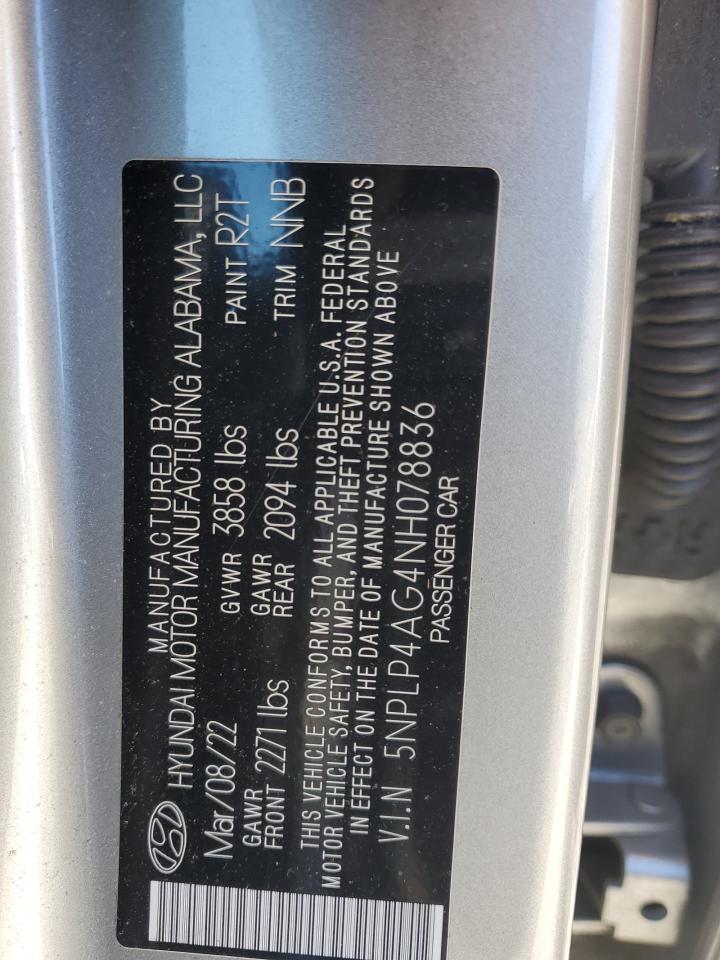 MANUFACTURED BY
HYUNDAI MOTOR MANUFACTURING ALABAMA, LLC
Mar/08/22 GVWR 3858 lbs PAINT R2T
GAWR FRONT 2271 lbs GAWR REAR 2094 lbs TRIM NNB
THIS VEHICLE CONFORMS TO ALL APPLICABLE U.S.A. FEDERAL
MOTOR VEHICLE SAFETY, BUMPER, AND THEFT PREVENTION STANDARDS
IN EFFECT ON THE DATE OF MANUFACTURE SHOWN ABOVE
V.I.N 5NPLP4AG4NH078836
PASSENGER CAR